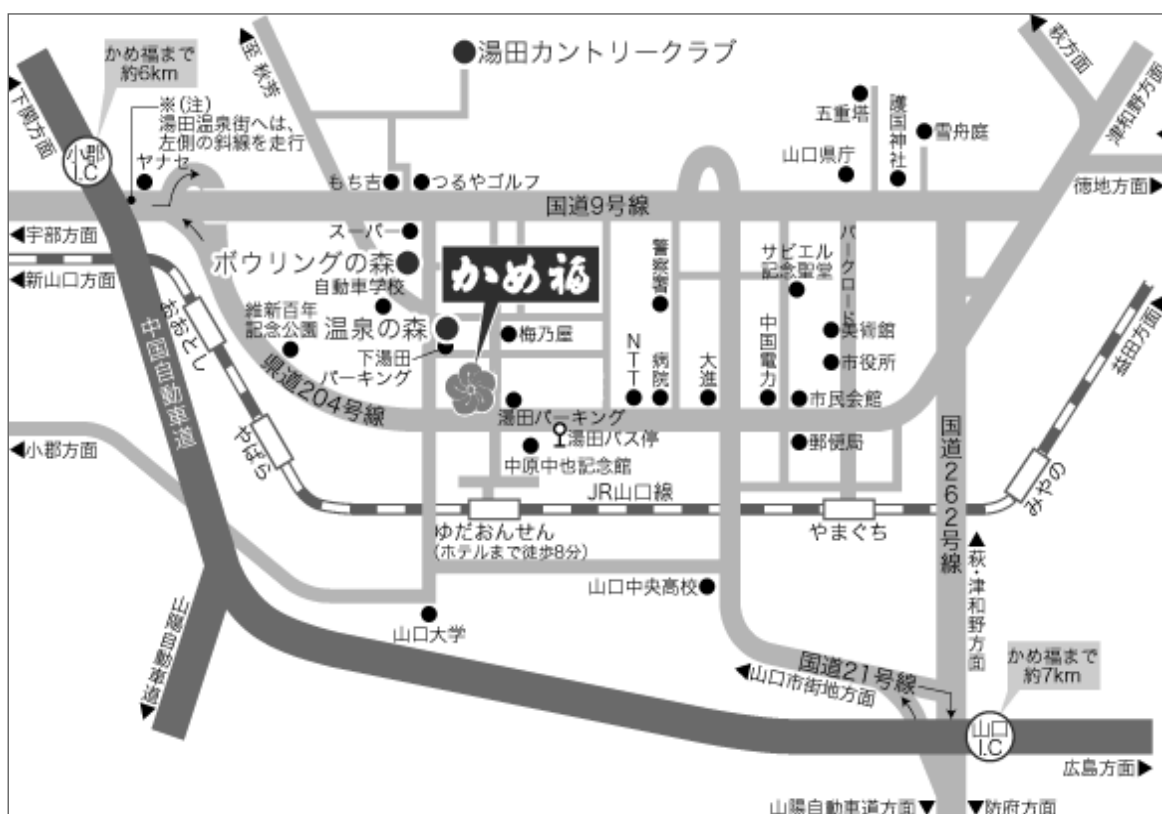 かめ福まで
約6km
至 秋芳
湯田カントリークラブ
萩方面
津和野方面
下関方面
※(注)
湯田温泉街へは、
左側の斜線を走行
小郡
I.C
ヤナセ
もち吉
つるやゴルフ
五重塔
護国神社
雪舟庭
山口県庁
徳地方面
国道9号線
宇部方面
新山口方面
スーパー
ボウリングの森
自動車学校
かめ福
警察署
サビエル
記念聖堂
パークロード
維新百年
記念公園
温泉の森
下湯田
パーキング
梅乃屋
美術館
市役所
おおとし
中国自動車道
県道204号線
NTT
病院
大進
中国電力
市民会館
湯田パーキング
湯田バス停
郵便局
中原中也記念館
益田方面
小郡方面
やばら
JR山口線
国道262号線
みやの
ゆだおんせん
(ホテルまで徒歩8分)
やまぐち
山口中央高校
山口大学
萩・津和野方面
山陽自動車道
国道21号線
山口市街地方面
かめ福まで
約7km
山口
I.C
広島方面
山陽自動車道方面
防府方面